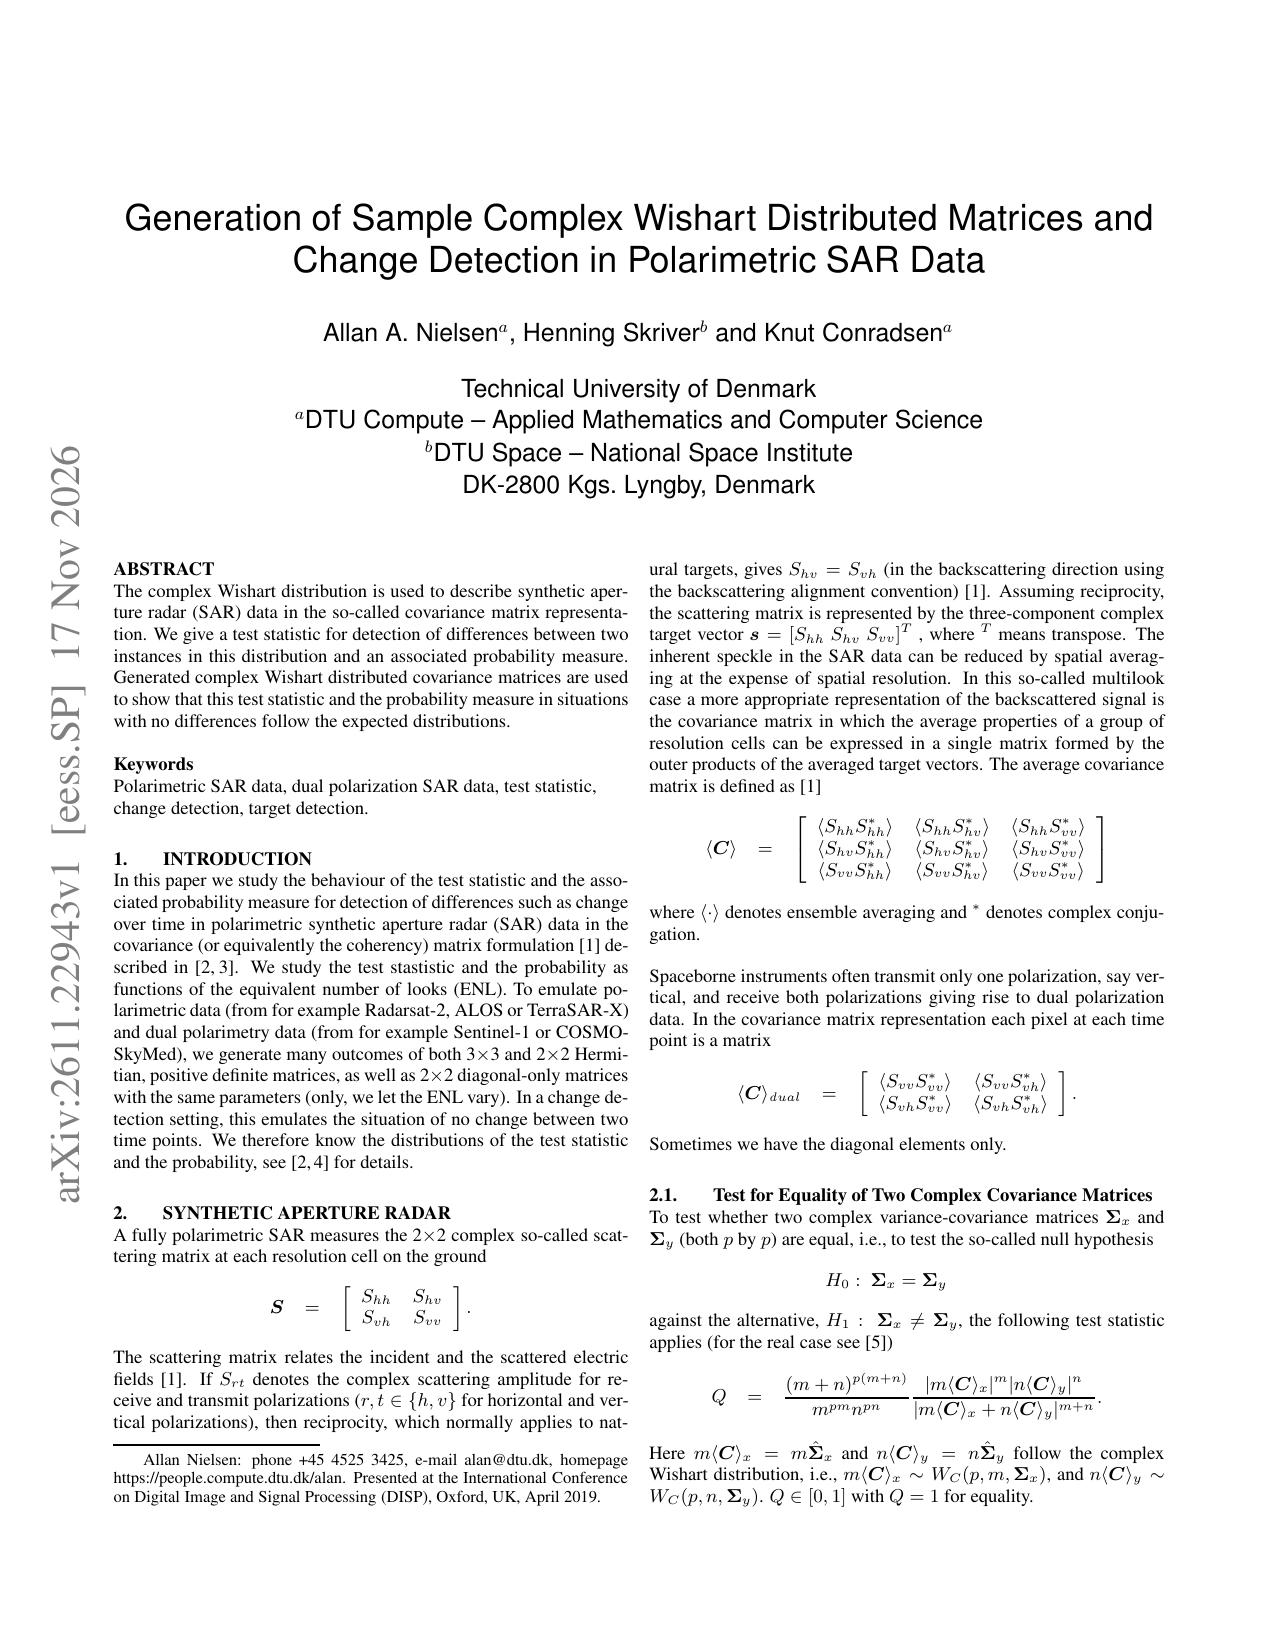 arXiv:2611.22943v1 [eess.SP] 17 Nov 2026
Generation of Sample Complex Wishart Distributed Matrices and
Change Detection in Polarimetric SAR Data
Allan A. Nielsen^a, Henning Skriver^b and Knut Conradsen^a
Technical University of Denmark
^aDTU Compute – Applied Mathematics and Computer Science
^bDTU Space – National Space Institute
DK-2800 Kgs. Lyngby, Denmark
ABSTRACT
The complex Wishart distribution is used to describe synthetic aper-
ture radar (SAR) data in the so-called covariance matrix representa-
tion. We give a test statistic for detection of differences between two
instances in this distribution and an associated probability measure.
Generated complex Wishart distributed covariance matrices are used
to show that this test statistic and the probability measure in situations
with no differences follow the expected distributions.
Keywords
Polarimetric SAR data, dual polarization SAR data, test statistic,
change detection, target detection.
1. INTRODUCTION
In this paper we study the behaviour of the test statistic and the asso-
ciated probability measure for detection of differences such as change
over time in polarimetric synthetic aperture radar (SAR) data in the
covariance (or equivalently the coherency) matrix formulation [1] de-
scribed in [2, 3]. We study the test stastistic and the probability as
functions of the equivalent number of looks (ENL). To emulate po-
larimetric data (from for example Radarsat-2, ALOS or TerraSAR-X)
and dual polarimetry data (from for example Sentinel-1 or COSMO-
SkyMed), we generate many outcomes of both 3×3 and 2×2 Hermi-
tian, positive definite matrices, as well as 2×2 diagonal-only matrices
with the same parameters (only, we let the ENL vary). In a change de-
tection setting, this emulates the situation of no change between two
time points. We therefore know the distributions of the test statistic
and the probability, see [2, 4] for details.
2. SYNTHETIC APERTURE RADAR
A fully polarimetric SAR measures the 2×2 complex so-called scat-
tering matrix at each resolution cell on the ground
S = [ S_hh S_hv
S_vh S_vv ] .
The scattering matrix relates the incident and the scattered electric
fields [1]. If S_rt denotes the complex scattering amplitude for re-
ceive and transmit polarizations (r, t ∈ {h, v} for horizontal and ver-
tical polarizations), then reciprocity, which normally applies to nat-
Allan Nielsen: phone +45 4525 3425, e-mail alan@dtu.dk, homepage
https://people.compute.dtu.dk/alan. Presented at the International Conference
on Digital Image and Signal Processing (DISP), Oxford, UK, April 2019.
ural targets, gives S_hv = S_vh (in the backscattering direction using
the backscattering alignment convention) [1]. Assuming reciprocity,
the scattering matrix is represented by the three-component complex
target vector s = [S_hh S_hv S_vv]^T , where ^T means transpose. The
inherent speckle in the SAR data can be reduced by spatial averag-
ing at the expense of spatial resolution. In this so-called multilook
case a more appropriate representation of the backscattered signal is
the covariance matrix in which the average properties of a group of
resolution cells can be expressed in a single matrix formed by the
outer products of the averaged target vectors. The average covariance
matrix is defined as [1]
⟨C⟩ = [ ⟨S_hh S*_hh⟩ ⟨S_hh S*_hv⟩ ⟨S_hh S*_vv⟩
⟨S_hv S*_hh⟩ ⟨S_hv S*_hv⟩ ⟨S_hv S*_vv⟩
⟨S_vv S*_hh⟩ ⟨S_vv S*_hv⟩ ⟨S_vv S*_vv⟩ ]
where ⟨·⟩ denotes ensemble averaging and * denotes complex conju-
gation.
Spaceborne instruments often transmit only one polarization, say ver-
tical, and receive both polarizations giving rise to dual polarization
data. In the covariance matrix representation each pixel at each time
point is a matrix
⟨C⟩_dual = [ ⟨S_vv S*_vv⟩ ⟨S_vv S*_vh⟩
⟨S_vh S*_vv⟩ ⟨S_vh S*_vh⟩ ] .
Sometimes we have the diagonal elements only.
2.1. Test for Equality of Two Complex Covariance Matrices
To test whether two complex variance-covariance matrices Σ_x and
Σ_y (both p by p) are equal, i.e., to test the so-called null hypothesis
H_0 : Σ_x = Σ_y
against the alternative, H_1 : Σ_x ≠ Σ_y, the following test statistic
applies (for the real case see [5])
Q = (m + n)^{p(m+n)} / (m^{pm} n^{pn}) |m⟨C⟩_x|^m |n⟨C⟩_y|^n / |m⟨C⟩_x + n⟨C⟩_y|^{m+n} .
Here m⟨C⟩_x = mΣ̂_x and n⟨C⟩_y = nΣ̂_y follow the complex
Wishart distribution, i.e., m⟨C⟩_x ∼ W_C(p, m, Σ_x), and n⟨C⟩_y ∼
W_C(p, n, Σ_y). Q ∈ [0, 1] with Q = 1 for equality.